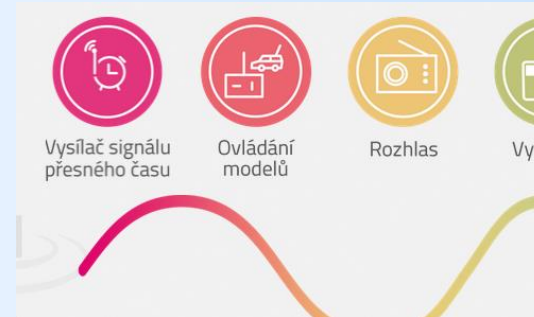 Vysílač signálu
přesného času
Ovládání
modelů
Rozhlas